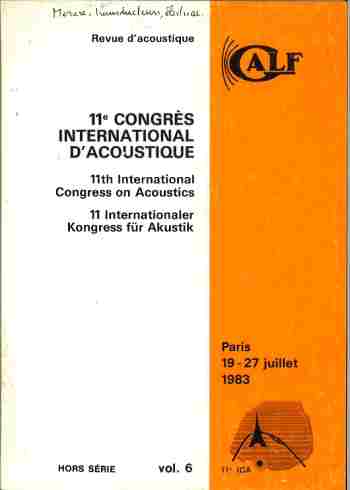 Revue d'acoustique
GALF
11e CONGRÈS
INTERNATIONAL
D'ACOUSTIQUE
11th International
Congress on Acoustics
11 Internationaler
Kongress für Akustik
Paris
19 - 27 juillet
1983
HORS SÉRIE
vol. 6
11e ICA